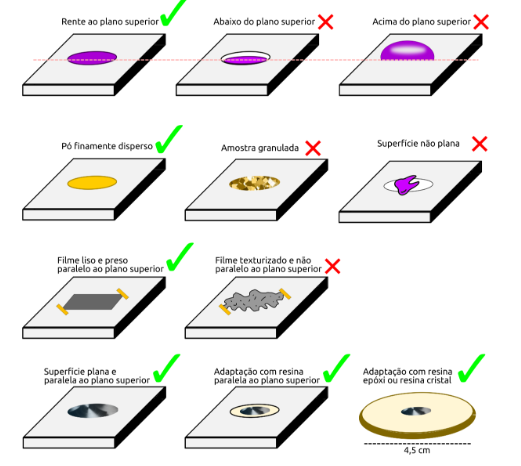 Rente ao plano superior
Abaixo do plano superior
Acima do plano superior
Pó finamente disperso
Amostra granulada
Superfície não plana
Filme liso e preso
paralelo ao plano superior
Filme texturizado e não
paralelo ao plano superior
Superfície plana e
paralela ao plano superior
Adaptação com resina
paralela ao plano superior
Adaptação com resina
epóxi ou resina cristal
4,5 cm